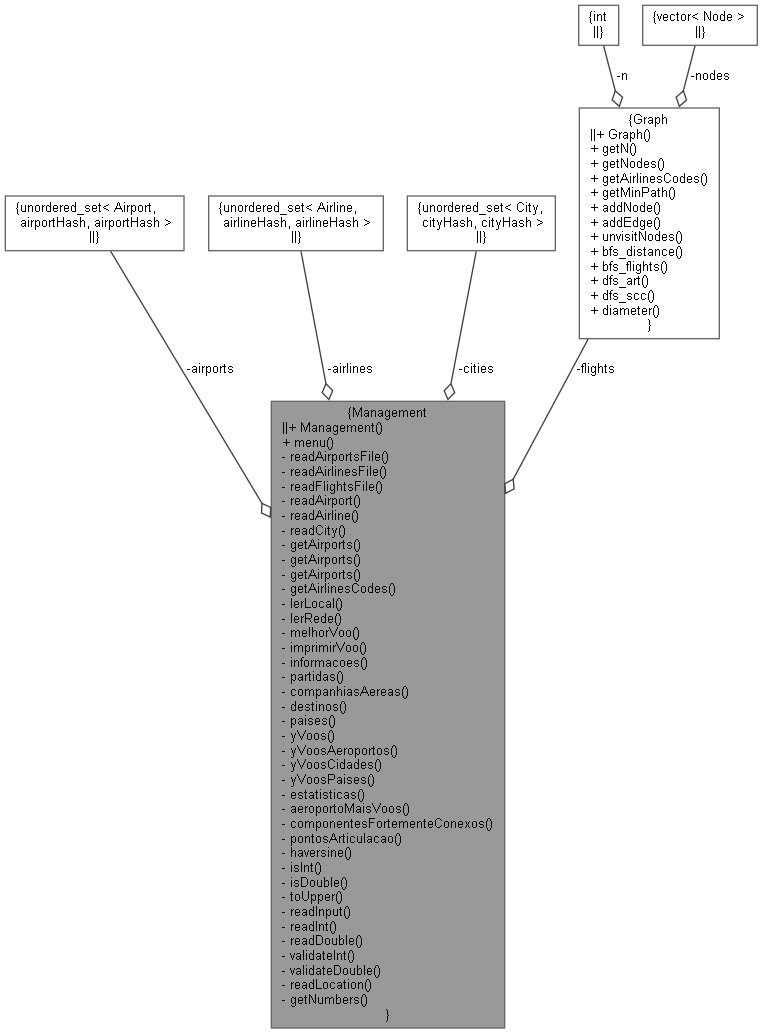 {int
||}
{vector< Node >
||}
-n
-nodes
{Graph
||+ Graph()
+ getN()
+ getNodes()
+ getAirlinesCodes()
+ getMinPath()
+ addNode()
+ addEdge()
+ unvisitNodes()
+ bfs_distance()
+ bfs_flights()
+ dfs_art()
+ dfs_scc()
+ diameter()
}
{unordered_set< Airport,
airportHash, airportHash >
||}
{unordered_set< Airline,
airlineHash, airlineHash >
||}
{unordered_set< City,
cityHash, cityHash >
||}
-airports
-airlines
-cities
-flights
{Management
||+ Management()
+ menu()
- readAirportsFile()
- readAirlinesFile()
- readFlightsFile()
- readAirport()
- readAirline()
- readCity()
- getAirports()
- getAirports()
- getAirports()
- getAirlinesCodes()
- lerLocal()
- lerRede()
- melhorVoo()
- imprimirVoo()
- informacoes()
- partidas()
- companhiasAereas()
- destinos()
- paises()
- yVoos()
- yVoosAeroportos()
- yVoosCidades()
- yVoosPaises()
- estatisticas()
- aeroportoMaisVoos()
- componentesFortementeConexos()
- pontosArticulacao()
- haversine()
- isInt()
- isDouble()
- toUpper()
- readInput()
- readInt()
- readDouble()
- validateInt()
- validateDouble()
- readLocation()
- getNumbers()
}